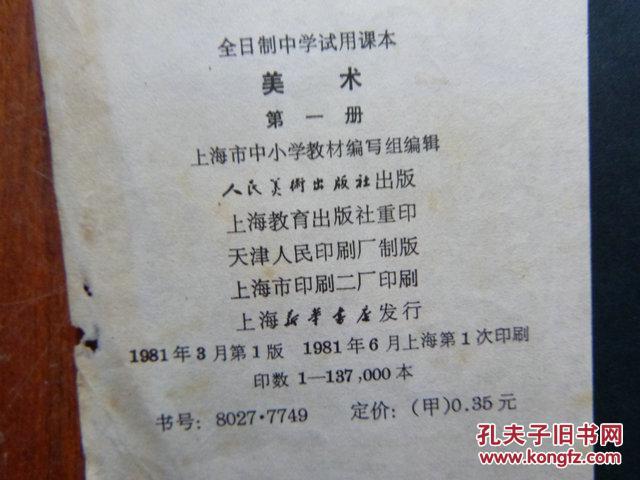 全日制中学试用课本
美 术
第一册
上海市中小学教材编写组编辑
人民美術出版社出版
上海教育出版社重印
天津人民印刷厂制版
上海市印刷二厂印刷
上海新华書店发行
1981年3月第1版 1981年6月上海第1次印刷
印数 1—137,000本
书号：8027·7749 定价：（甲）0.35元
孔夫子旧书网
www.kongfz.com